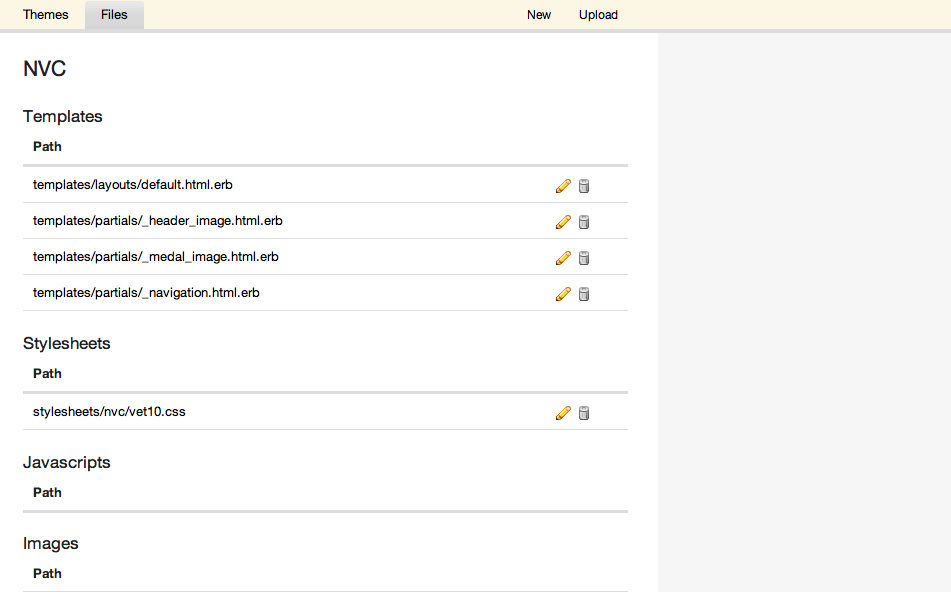 Themes Files New Upload
NVC
Templates
Path
templates/layouts/default.html.erb
templates/partials/_header_image.html.erb
templates/partials/_medal_image.html.erb
templates/partials/_navigation.html.erb
Stylesheets
Path
stylesheets/nvc/vet10.css
Javascripts
Path
Images
Path